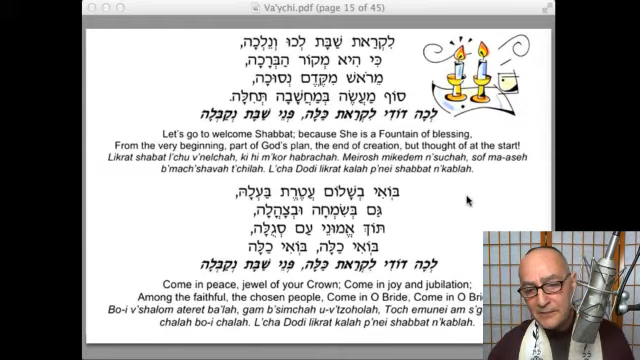 Va'ychi.pdf (page 15 of 45)
לִקְרַאת שַׁבָּת לְכוּ וְנֵלְכָה,
כִּי הִיא מְקוֹר הַבְּרָכָה,
מֵרֹאשׁ מִקֶּדֶם נְסוּכָה,
סוֹף מַעֲשֶׂה בְּמַחֲשָׁבָה תְּחִלָּה.
לְכָה דוֹדִי לִקְרַאת כַּלָּה, פְּנֵי שַׁבָּת נְקַבְּלָה
Let's go to welcome Shabbat; because She is a Fountain of blessing,
From the very beginning, part of God's plan, the end of creation, but thought of at the start!
Likrat shabat l'chu v'nelchah, ki hi m'kor habrachah. Meirosh mikedem n'suchah, sof ma-aseh
b'mach'shavah t'chilah. L'cha Dodi likrat kalah p'nei shabbat n'kablah.
בּוֹאִי בְשָׁלוֹם עֲטֶרֶת בַּעְלָהּ,
גַּם בְּשִׂמְחָה וּבְצָהֳלָה,
תּוֹךְ אֱמוּנֵי עַם סְגֻלָּה,
בּוֹאִי כַלָּה, בּוֹאִי כַלָּה
לְכָה דוֹדִי לִקְרַאת כַּלָּה, פְּנֵי שַׁבָּת נְקַבְּלָה
Come in peace, jewel of your Crown; Come in joy and jubilation;
Among the faithful, the chosen people, Come in O Bride, Come in O
Bo-i v'shalom ateret ba'lah, gam b'simchah u-v'tzoholah, Toch emunei am
chalah bo-i chalah. L'cha Dodi likrat kalah p'nei shabbat n'kablah.